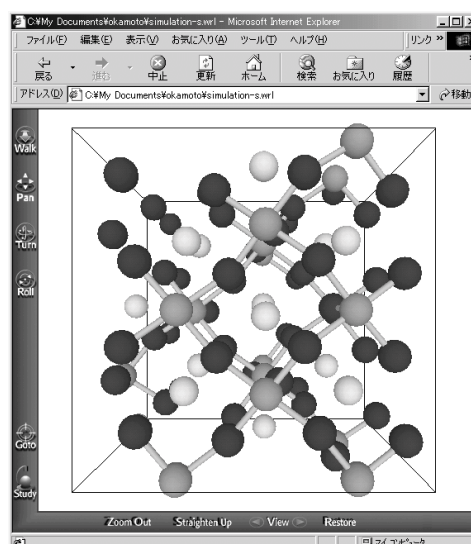 C:¥My Documents¥okamoto¥simulation-s.wrl - Microsoft Internet Explorer
ファイル(F) 編集(E) 表示(V) お気に入り(A) ツール(T) ヘルプ(H) リンク »
戻る 進む 中止 更新 ホーム 検索 お気に入り 履歴 »
アドレス(D) C:¥My Documents¥okamoto¥simulation-s.wrl 移動
Walk
Pan
Turn
Roll
Goto
Study
Zoom Out Straighten Up View Restore
マイ コンピュータ